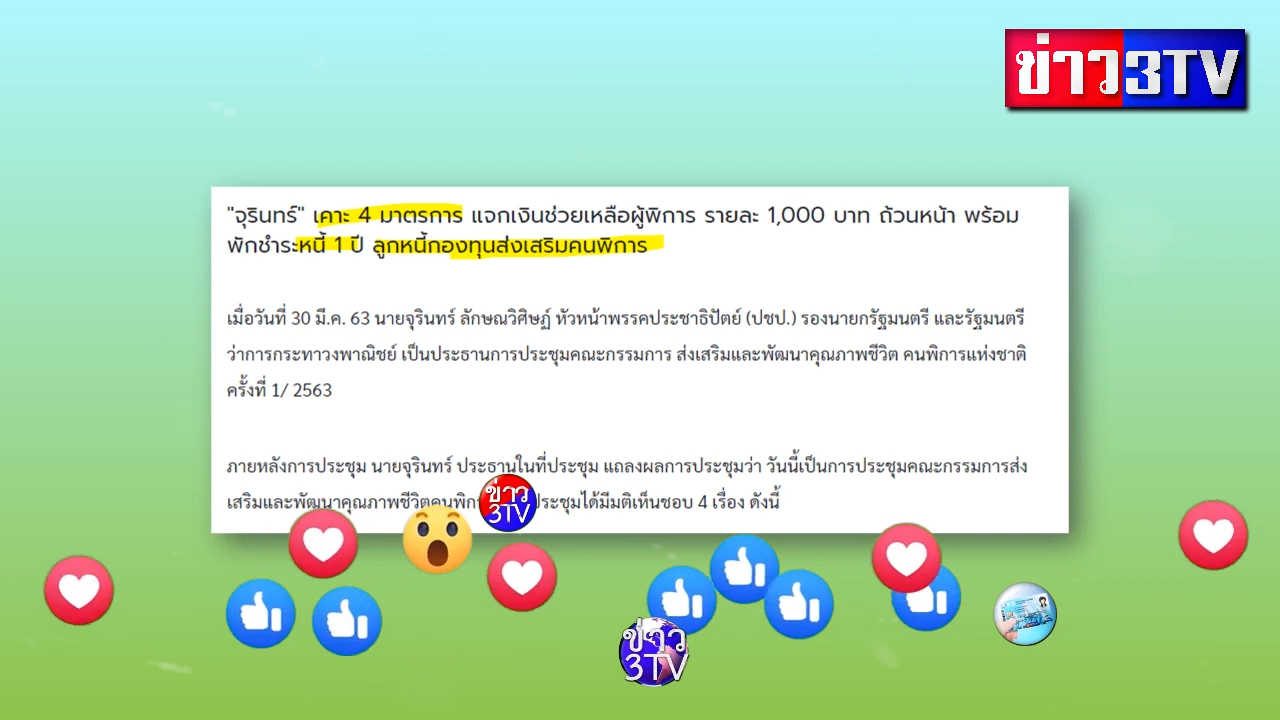 ข่าว3TV
"จุรินทร์" เคาะ 4 มาตรการ แจกเงินช่วยเหลือผู้พิการ รายละ 1,000 บาท ถ้วนหน้า พร้อม
พักชำระหนี้ 1 ปี ลูกหนี้กองทุนส่งเสริมคนพิการ
เมื่อวันที่ 30 มี.ค. 63 นายจุรินทร์ ลักษณวิศิษฏ์ หัวหน้าพรรคประชาธิปัตย์ (ปชป.) รองนายกรัฐมนตรี และรัฐมนตรี
ว่าการกระทาวงพาณิชย์ เป็นประธานการประชุมคณะกรรมการ ส่งเสริมและพัฒนาคุณภาพชีวิต คนพิการแห่งชาติ
ครั้งที่ 1/ 2563
ภายหลังการประชุม นายจุรินทร์ ประธานในที่ประชุม แถลงผลการประชุมว่า วันนี้เป็นการประชุมคณะกรรมการส่ง
เสริมและพัฒนาคุณภาพชีวิตคนพิก ประชุมได้มีมติเห็นชอบ 4 เรื่อง ดังนี้
ข่าว
3TV
ข่าว
3TV